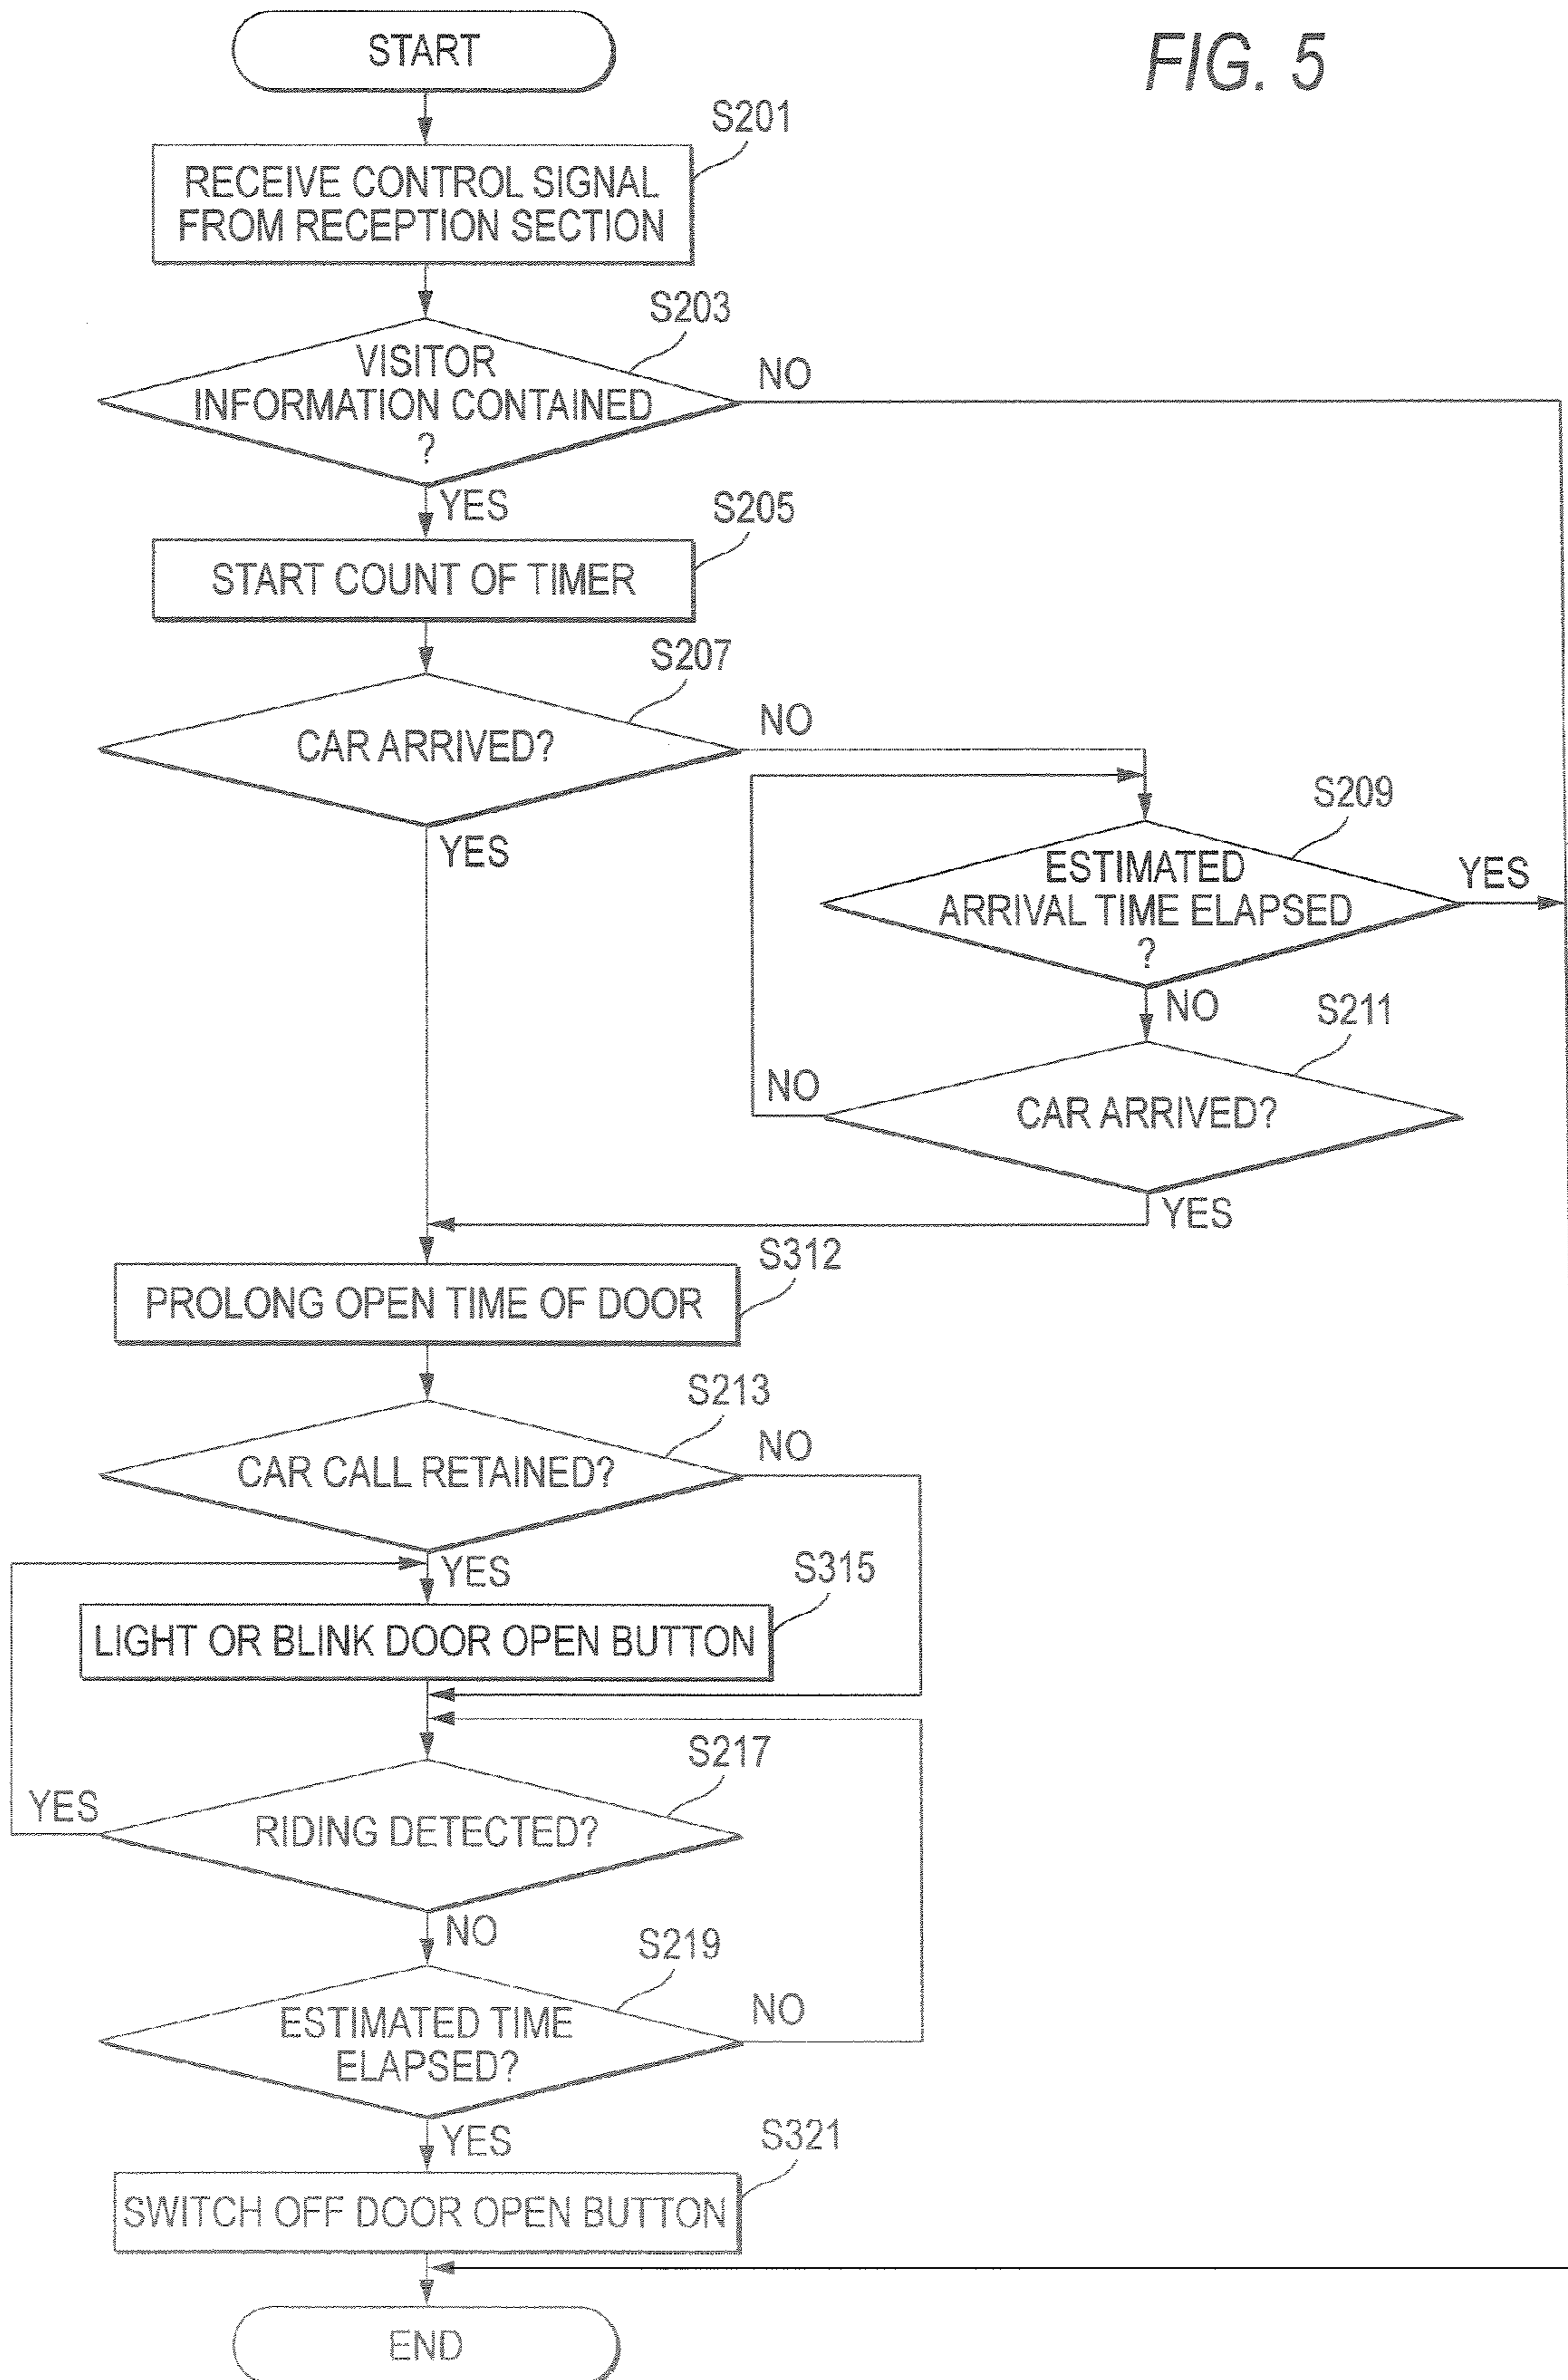 FIG. 5
START
S201
RECEIVE CONTROL SIGNAL
FROM RECEPTION SECTION
S203
VISITOR
INFORMATION CONTAINED
?
NO
YES
S205
START COUNT OF TIMER
S207
CAR ARRIVED?
NO
YES
S209
ESTIMATED
ARRIVAL TIME ELAPSED
?
YES
NO
S211
CAR ARRIVED?
NO
YES
S312
PROLONG OPEN TIME OF DOOR
S213
CAR CALL RETAINED?
NO
YES
S315
LIGHT OR BLINK DOOR OPEN BUTTON
S217
RIDING DETECTED?
YES
NO
S219
ESTIMATED TIME
ELAPSED?
NO
YES
S321
SWITCH OFF DOOR OPEN BUTTON
END